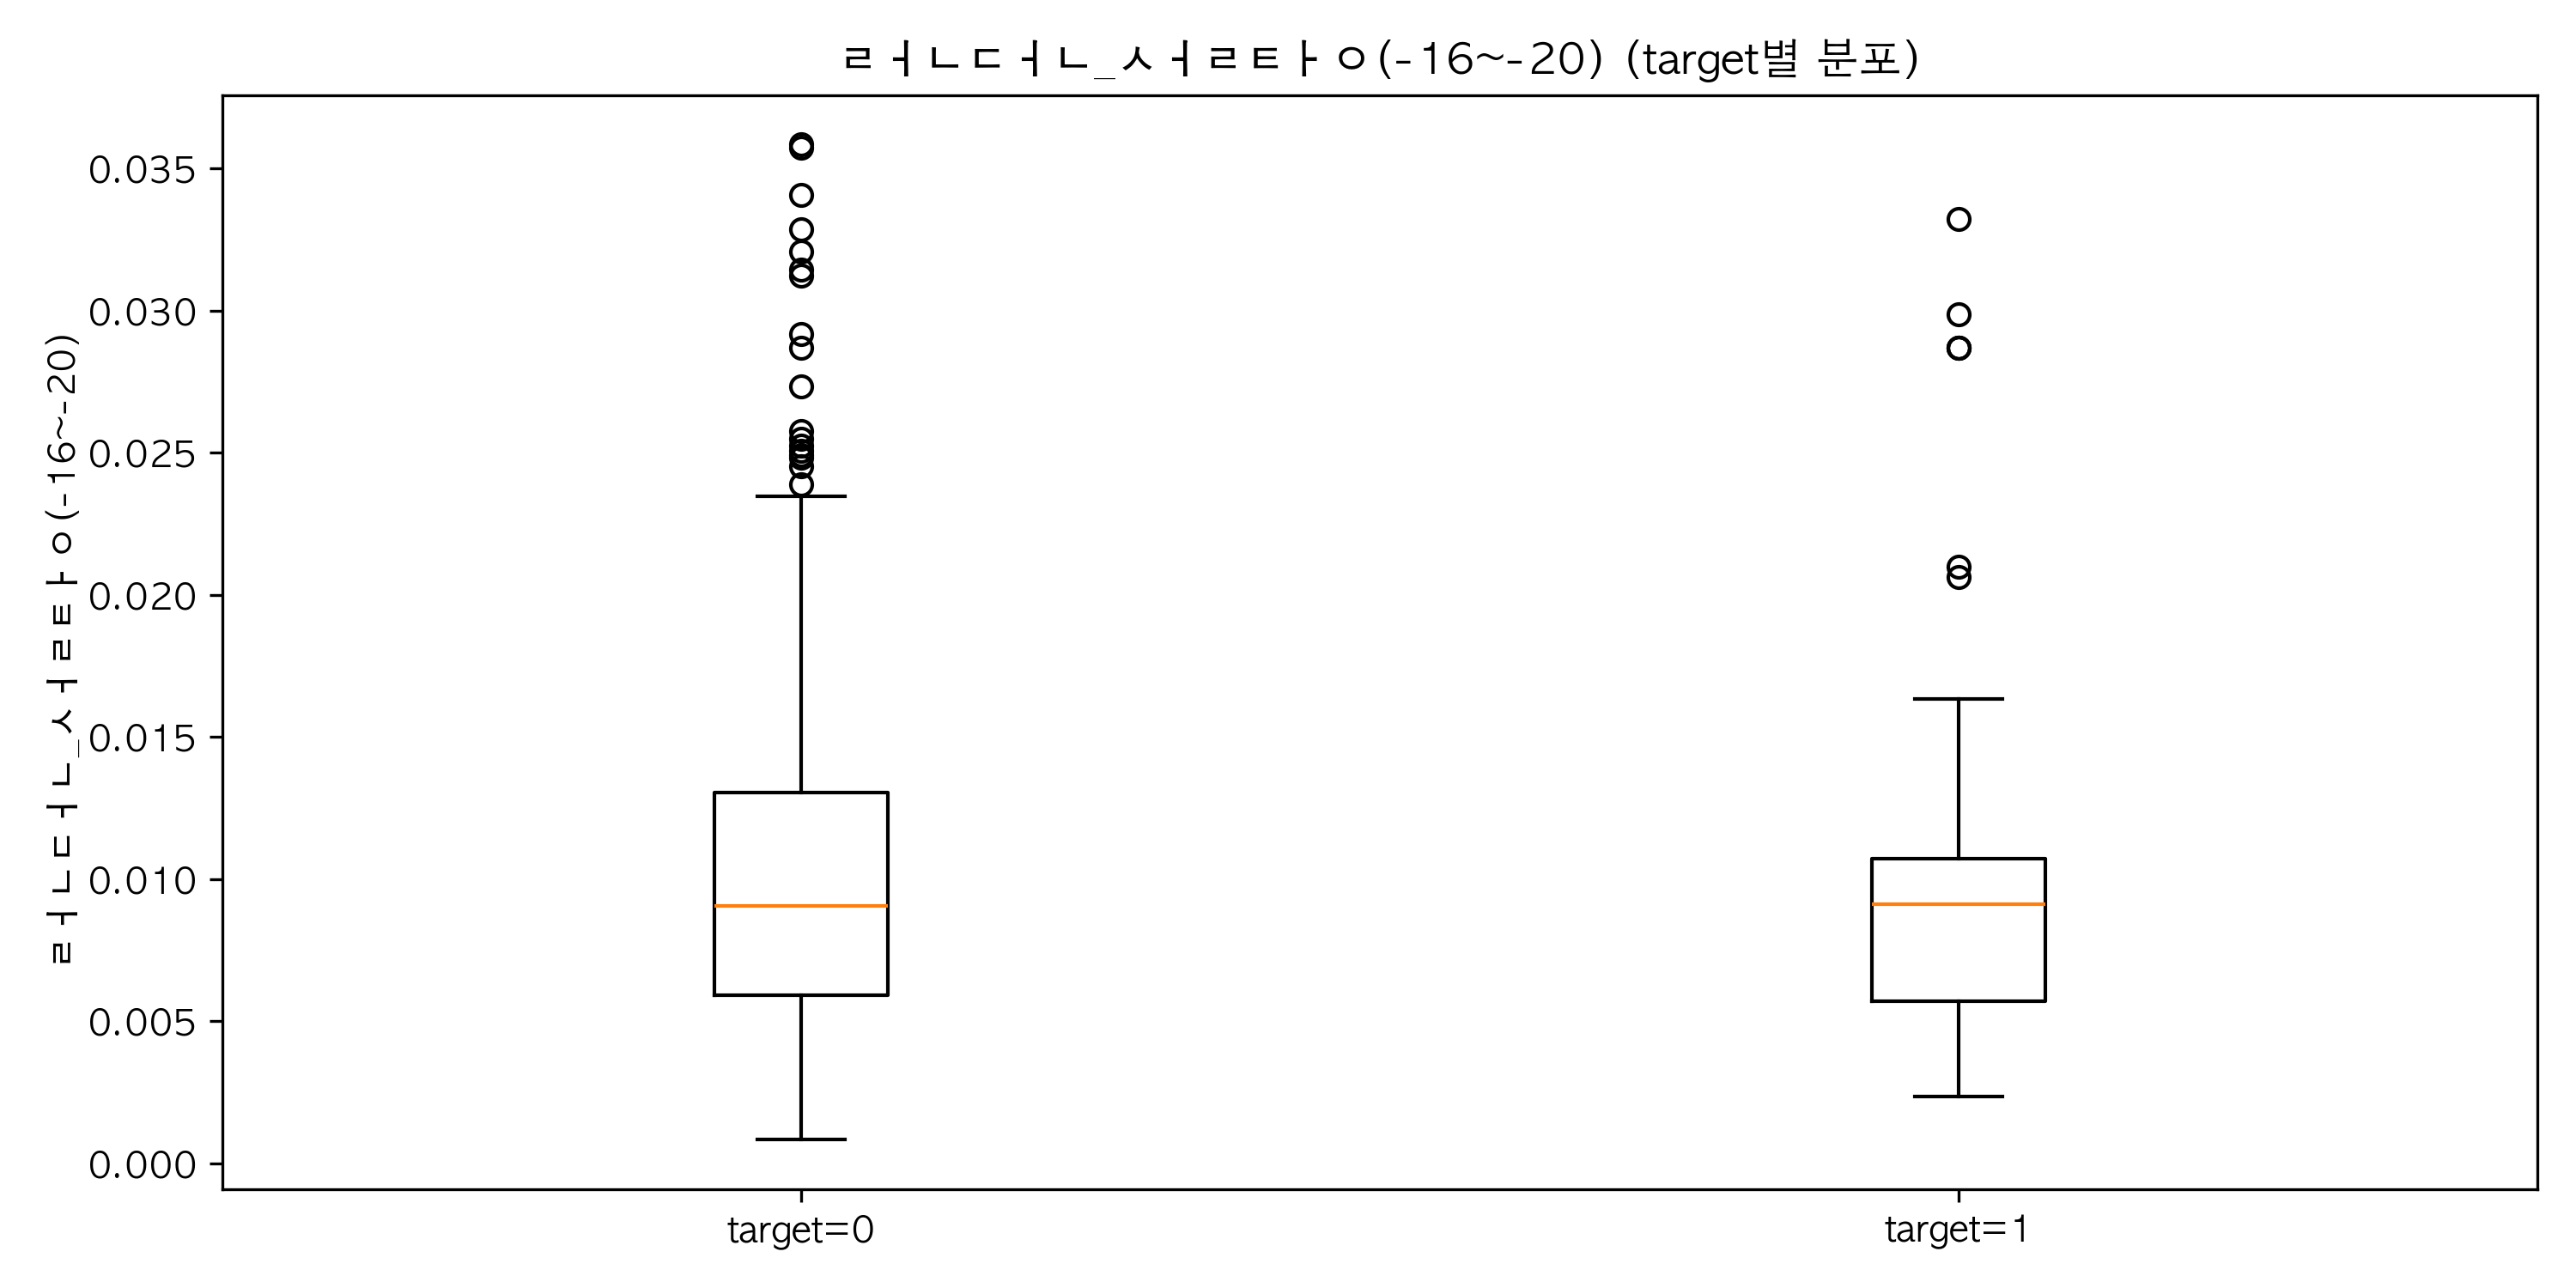 ㄹㅓㄴㄷㅓㄴ_ㅅㅓㄹㅌㅏㅇ(-16~-20) (target별 분포)
ㄹㅓㄴㄷㅓㄴ_ㅅㅓㄹㅌㅏㅇ(-16~-20)
0.035
0.030
0.025
0.020
0.015
0.010
0.005
0.000
target=0
target=1